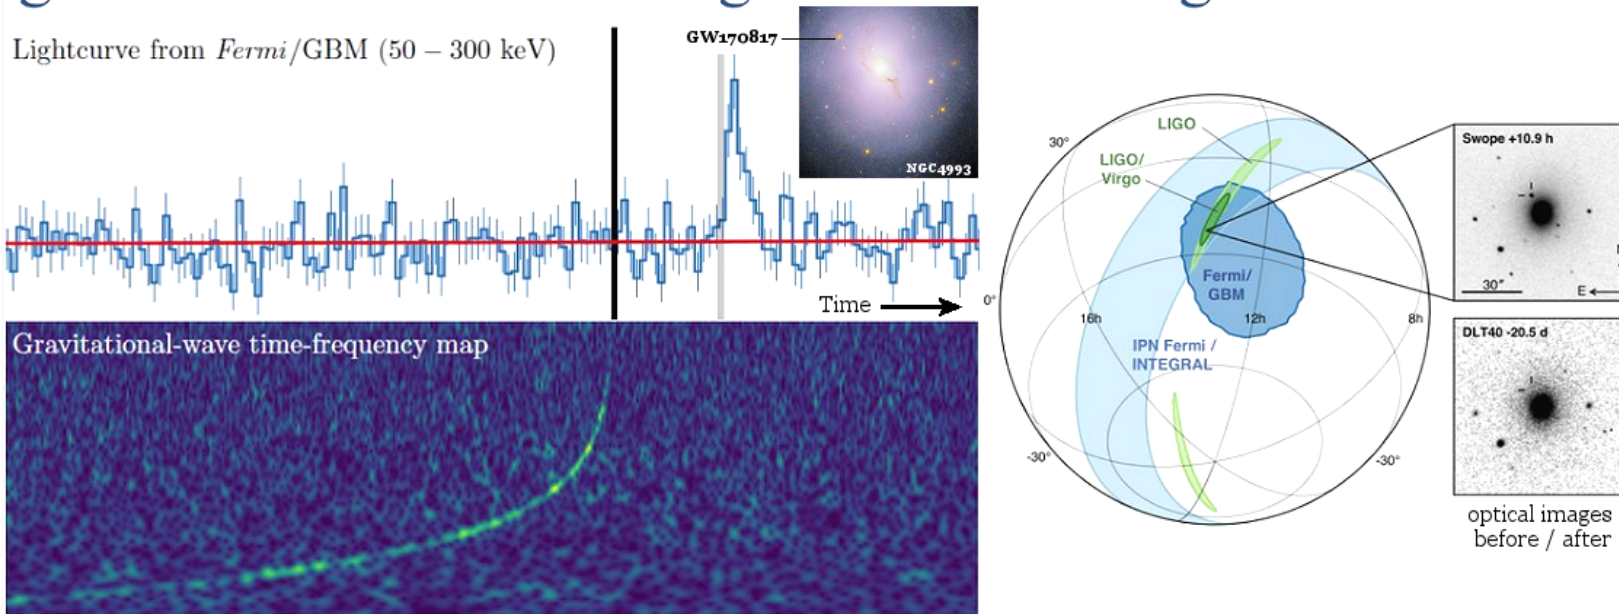 Lightcurve from Fermi/GBM (50 – 300 keV)
GW170817
NGC4993
Time
Gravitational-wave time-frequency map
LIGO
LIGO/
Virgo
Fermi/
GBM
IPN Fermi /
INTEGRAL
30°
0°
-30°
-30°
16h
12h
8h
Swope +10.9 h
30"
E
DLT40 -20.5 d
optical images
before / after